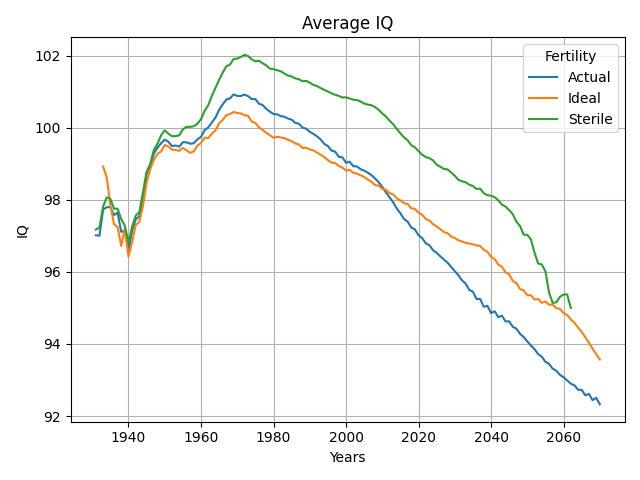 Average IQ
Fertility
Actual
Ideal
Sterile
IQ
102
100
98
96
94
92
1940 1960 1980 2000 2020 2040 2060
Years